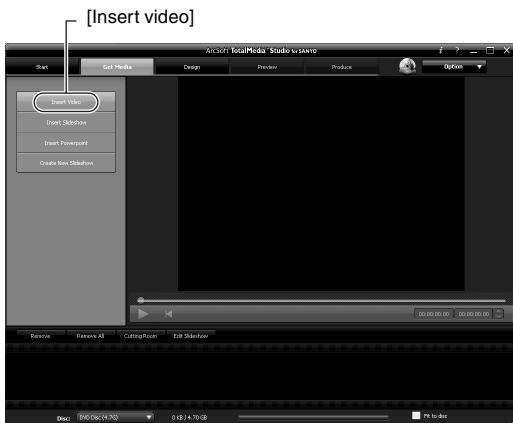 [Insert video]
ArcSoft TotalMedia Studio for SANYO
i ?
Start Get Media Design Preview Produce Option
Insert Video
Insert Slideshow
Insert Powerpoint
Create New Slideshow
00:00:00.00 00:00:00.00
Remove Remove All Cutting Room Edit Slideshow
Disc: DVD Disc (4.7G) 0 KB / 4.70 GB Fit to disc